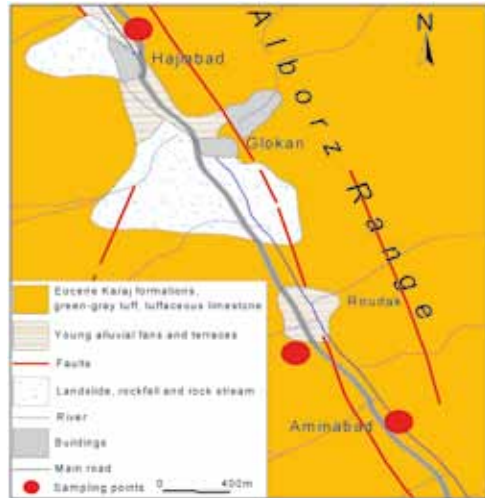 N
Hajiabad
Glokan
Alborz Range
Roudak
Aminabad
Eocene Karaj formations,
green-gray tuff, tuffaceous limestone
Young alluvial fans and terraces
Faults
Landslide, rockfell and rock stream
River
Buildings
Main road
Sampling points 0 400m